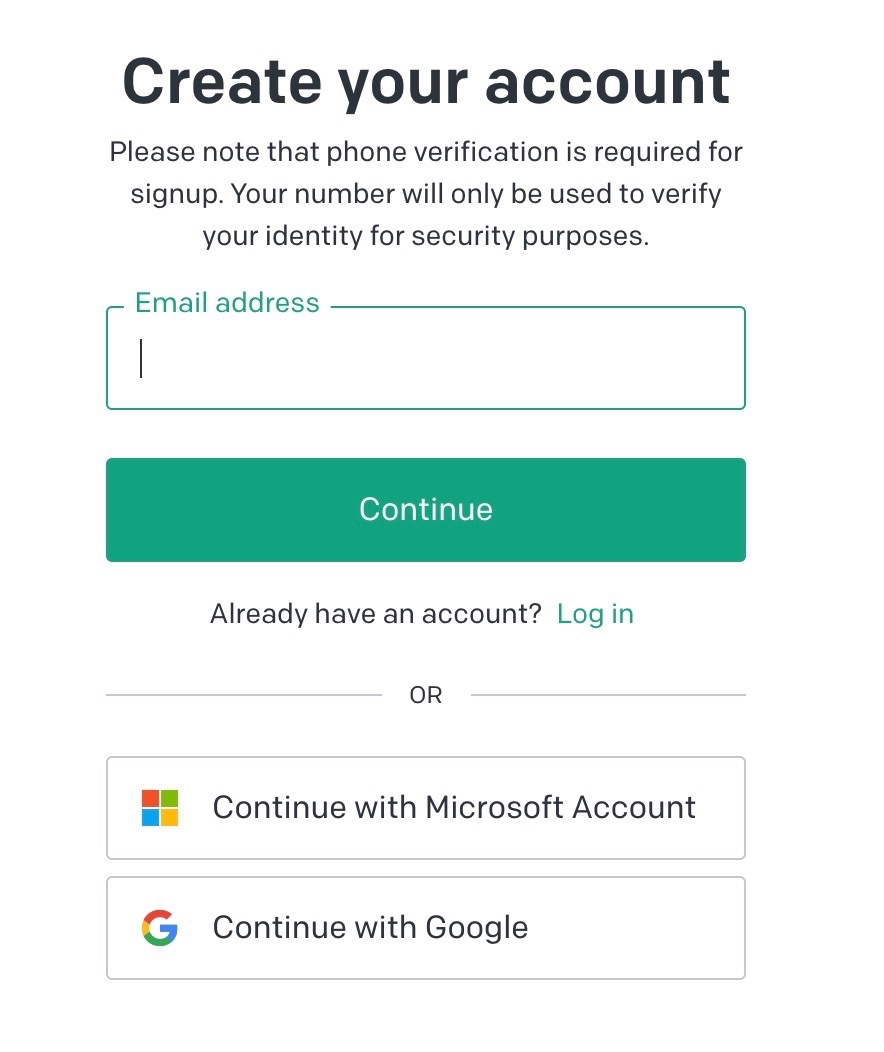 Create your account
Please note that phone verification is required for
signup. Your number will only be used to verify
your identity for security purposes.
Email address
Continue
Already have an account? Log in
OR
Continue with Microsoft Account
Continue with Google